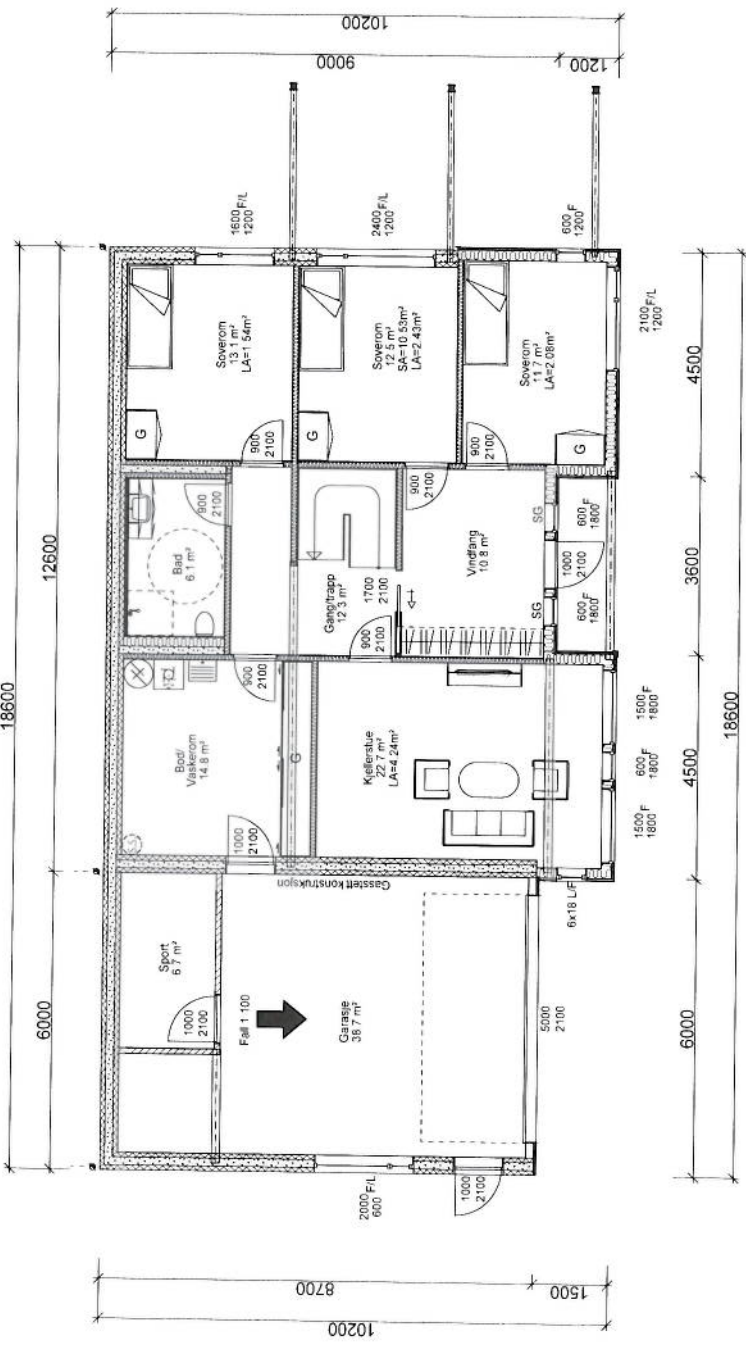 18600
12600
6000
10200
9000
1200
1600 F/L
1200
2400 F/L
1200
600 F
1200
2100 F/L
1200
Soverom
13 1 m²
LA=1 54m²
G
900
2100
Soverom
12 5 m²
SA=10 53m²
LA=2.43m²
G
900
2100
Soverom
11 7 m²
LA=2.08m²
G
900
2100
Bad
6.1 m²
900
2100
Gang/trapp
12 3 m²
1700
2100
900
2100
Vindfang
10.8 m²
SG
SG
1000
2100
600 F
1800
600 F
1800
Bod/
Vaskerom
14.8 m²
900
2100
1000
2100
G
Kjellerstue
22.7 m²
LA=4.24m²
1500 F
1800
600 F
1800
1500 F
1800
6x18 L/F
Gasstett konstruksjon
Sport
6 7 m²
1000
2100
Fall 1 100
Garasje
38 7 m²
5000
2100
2000 F/L
600
1000
2100
4500
3600
4500
6000
18600
8700
1500
10200